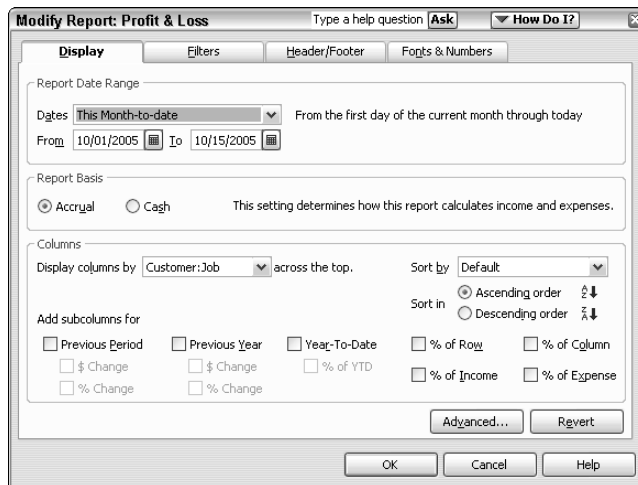 Modify Report: Profit & Loss Type a help question Ask How Do I?
Display Filters Header/Footer Fonts & Numbers
Report Date Range
Dates This Month-to-date From the first day of the current month through today
From 10/01/2005 To 10/15/2005
Report Basis
Accrual Cash This setting determines how this report calculates income and expenses.
Columns
Display columns by Customer:Job across the top. Sort by Default
Sort in Ascending order AZ
Descending order ZA
Add subcolumns for
Previous Period Previous Year Year-To-Date % of Row % of Column
$ Change $ Change % of YTD % of Income % of Expense
% Change % Change
Advanced... Revert
OK Cancel Help